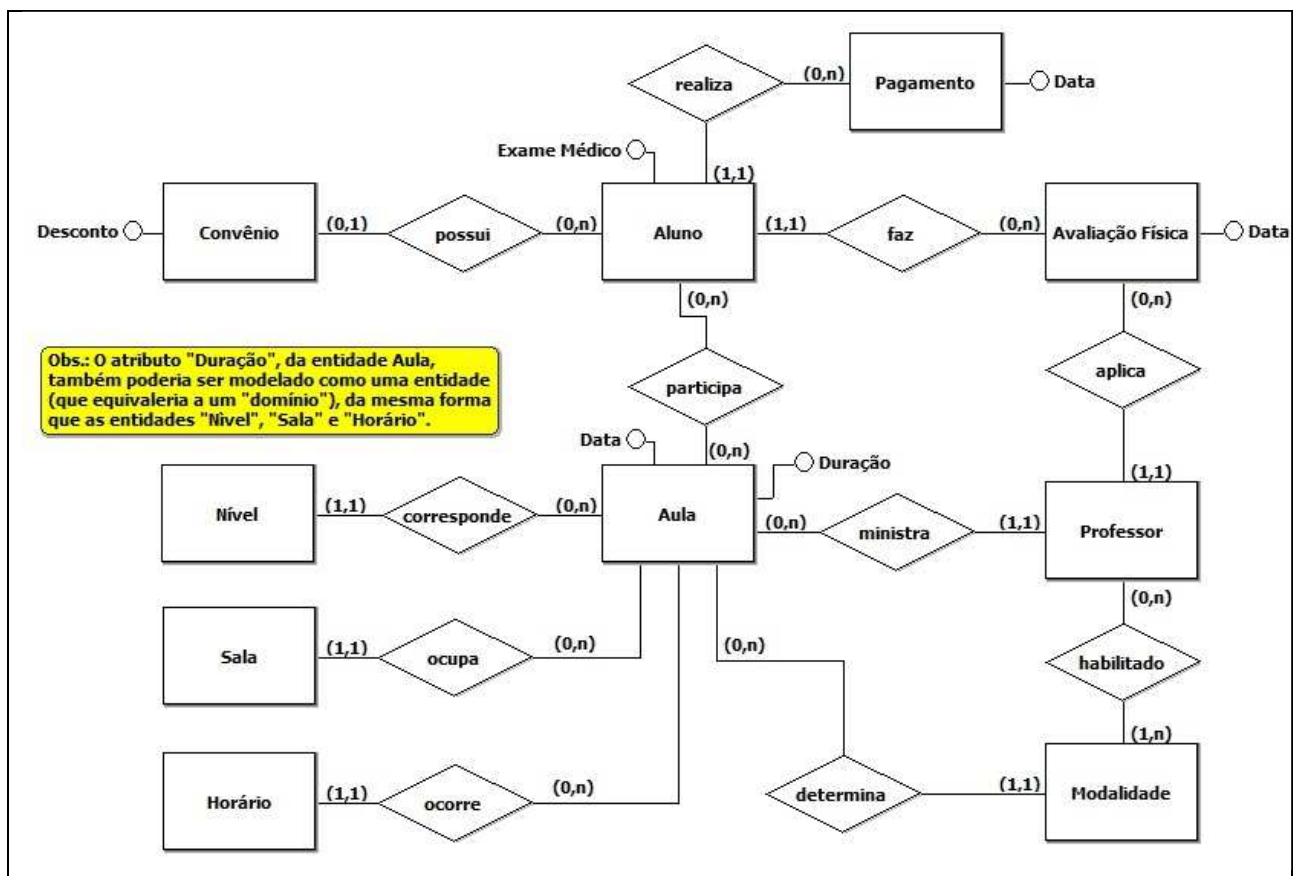 realiza
(0,n)
Pagamento
Data
Exame Médico
(1,1)
Desconto
Convênio
(0,1)
possui
(0,n)
Aluno
(1,1)
faz
(0,n)
Avaliação Física
Data
(0,n)
(0,n)
Obs.: O atributo "Duração", da entidade Aula,
também poderia ser modelado como uma entidade
(que equivaleria a um "domínio"), da mesma forma
que as entidades "Nível", "Sala" e "Horário".
participa
aplica
Data
(0,n)
Duração
(1,1)
Nível
(1,1)
corresponde
(0,n)
Aula
(0,n)
ministra
(1,1)
Professor
(0,n)
Sala
(1,1)
ocupa
(0,n)
(0,n)
habilitado
(1,n)
Horário
(1,1)
ocorre
(0,n)
determina
(1,1)
Modalidade